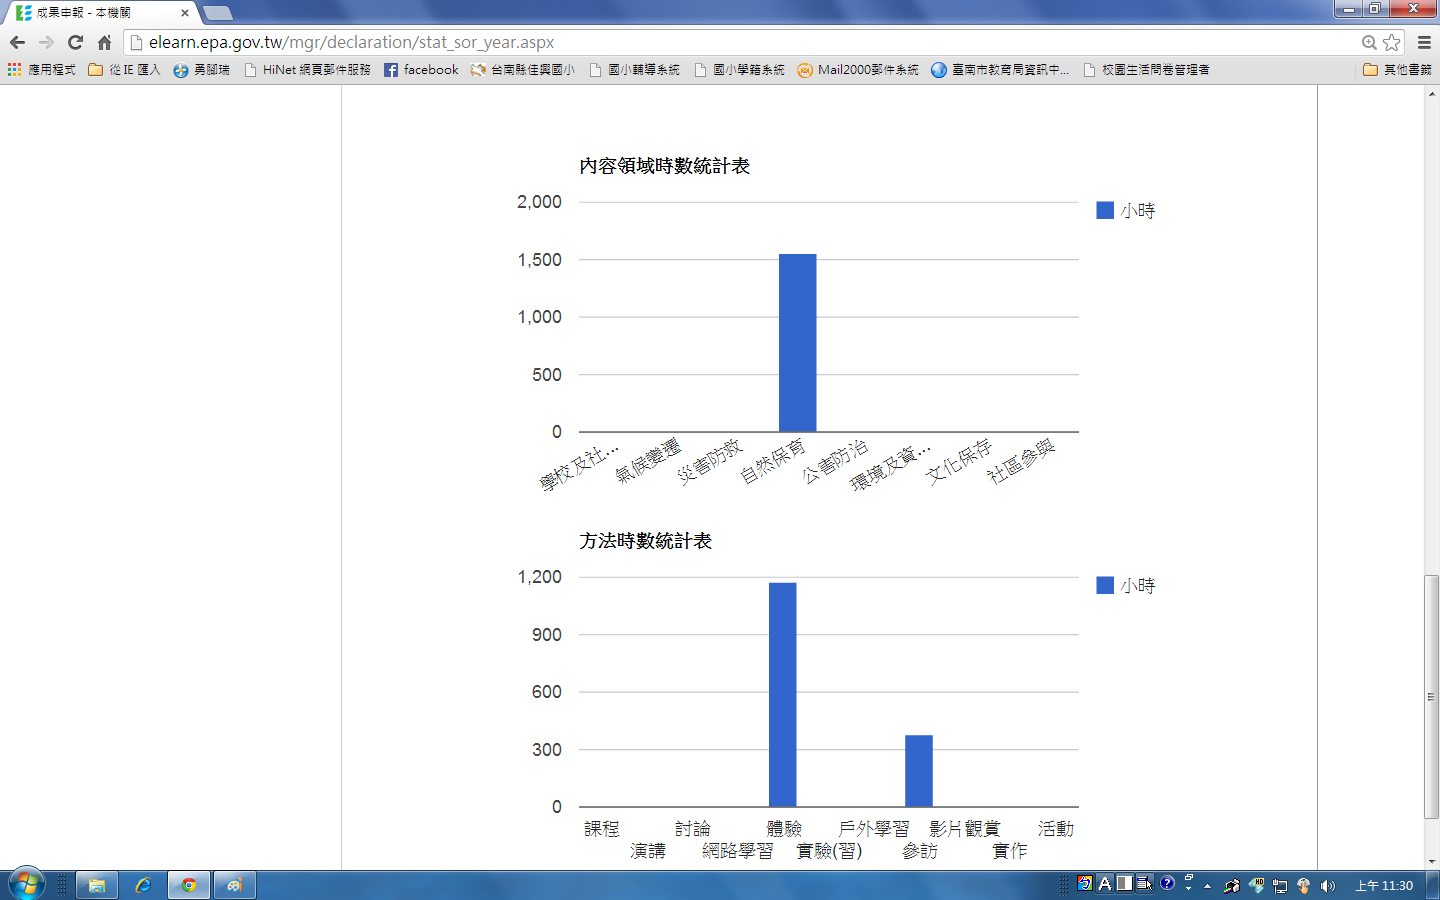 成果申報 - 本機關
elearn.epa.gov.tw/mgr/declaration/stat_sor_year.aspx
應用程式 從 IE 匯入 勇腳瑞 HiNet 網頁郵件服務 facebook 台南縣佳興國小 國小輔導系統 國小學籍系統 Mail2000郵件系統 臺南市教育局資訊中... 校園生活問卷管理者 其他書籤
內容領域時數統計表
2,000
小時
1,500
1,000
500
0
學校及社... 氣候變遷 災害防救 自然保育 公害防治 環境及資... 文化保存 社區參與
方法時數統計表
1,200
小時
900
600
300
0
課程 討論 體驗 戶外學習 影片觀賞 活動
演講 網路學習 實驗(習) 參訪 實作
上午 11:30